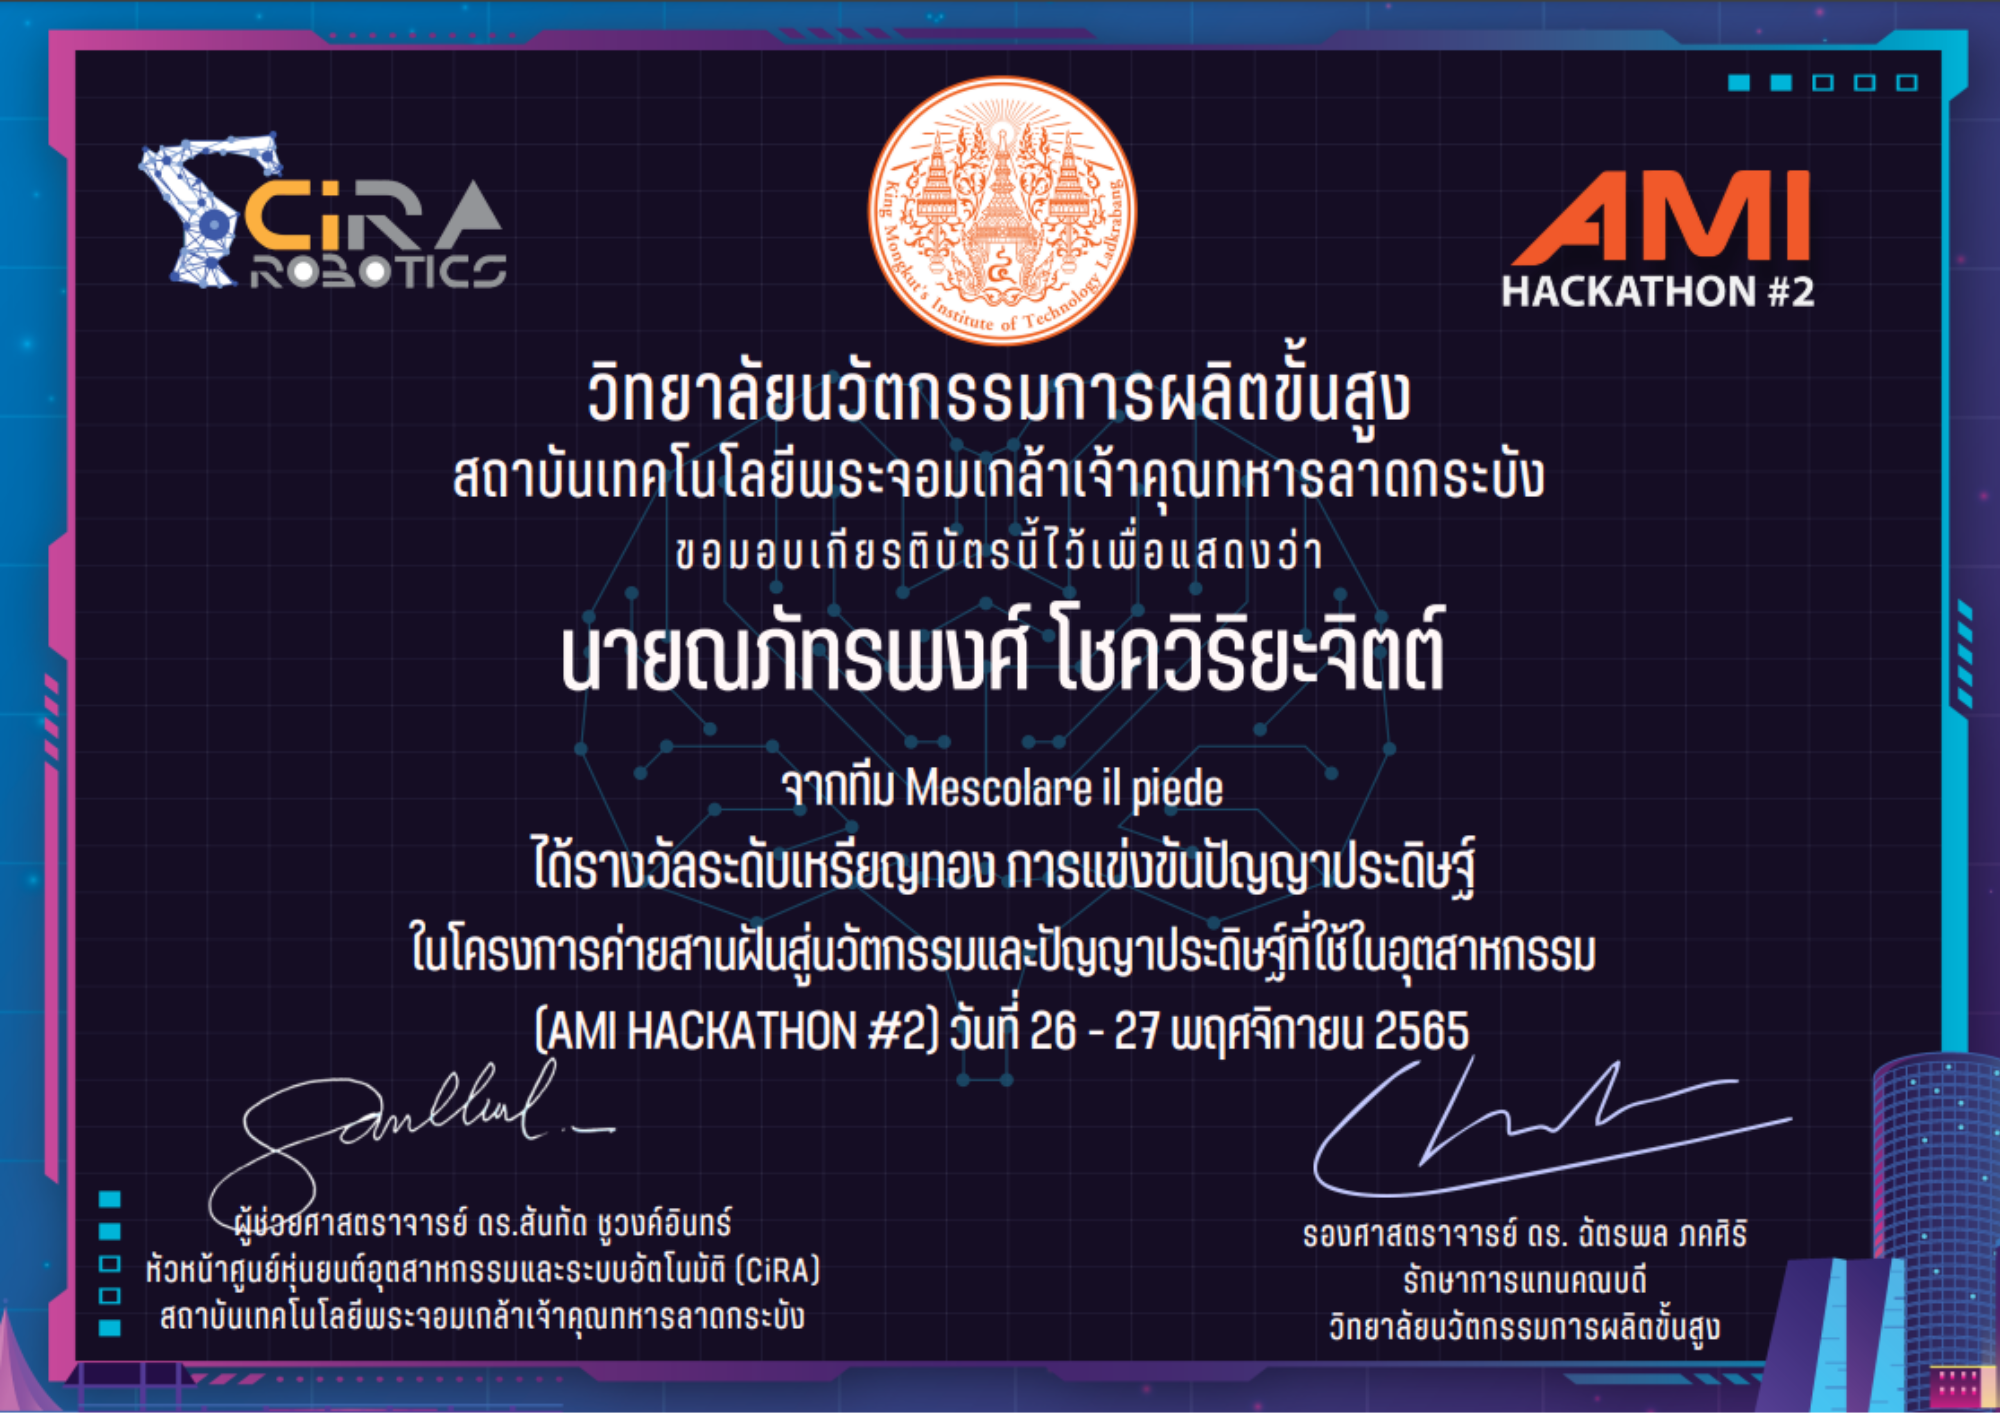 CiRA
ROBOTICS
King Mongkut's Institute of Technology Ladkrabang
AMI
HACKATHON #2
วิทยาลัยนวัตกรรมการผลิตขั้นสูง
สถาบันเทคโนโลยีพระจอมเกล้าเจ้าคุณทหารลาดกระบัง
ขอมอบเกียรติบัตรนี้ไว้เพื่อแสดงว่า
นายณภัทรพงศ์ โชควิริยะจิตต์
จากทีม Mescolare il piede
ได้รางวัลระดับเหรียญทอง การแข่งขันปัญญาประดิษฐ์
ในโครงการค่ายสานฝันสู่นวัตกรรมและปัญญาประดิษฐ์ที่ใช้ในอุตสาหกรรม
(AMI HACKATHON #2) วันที่ 26 - 27 พฤศจิกายน 2565
ผู้ช่วยศาสตราจารย์ ดร.สันทัด ชูวงค์อินทร์
หัวหน้าศูนย์หุ่นยนต์อุตสาหกรรมและระบบอัตโนมัติ (CiRA)
สถาบันเทคโนโลยีพระจอมเกล้าเจ้าคุณทหารลาดกระบัง
รองศาสตราจารย์ ดร. ฉัตรพล ภคศิริ
รักษาการแทนคณบดี
วิทยาลัยนวัตกรรมการผลิตขั้นสูง